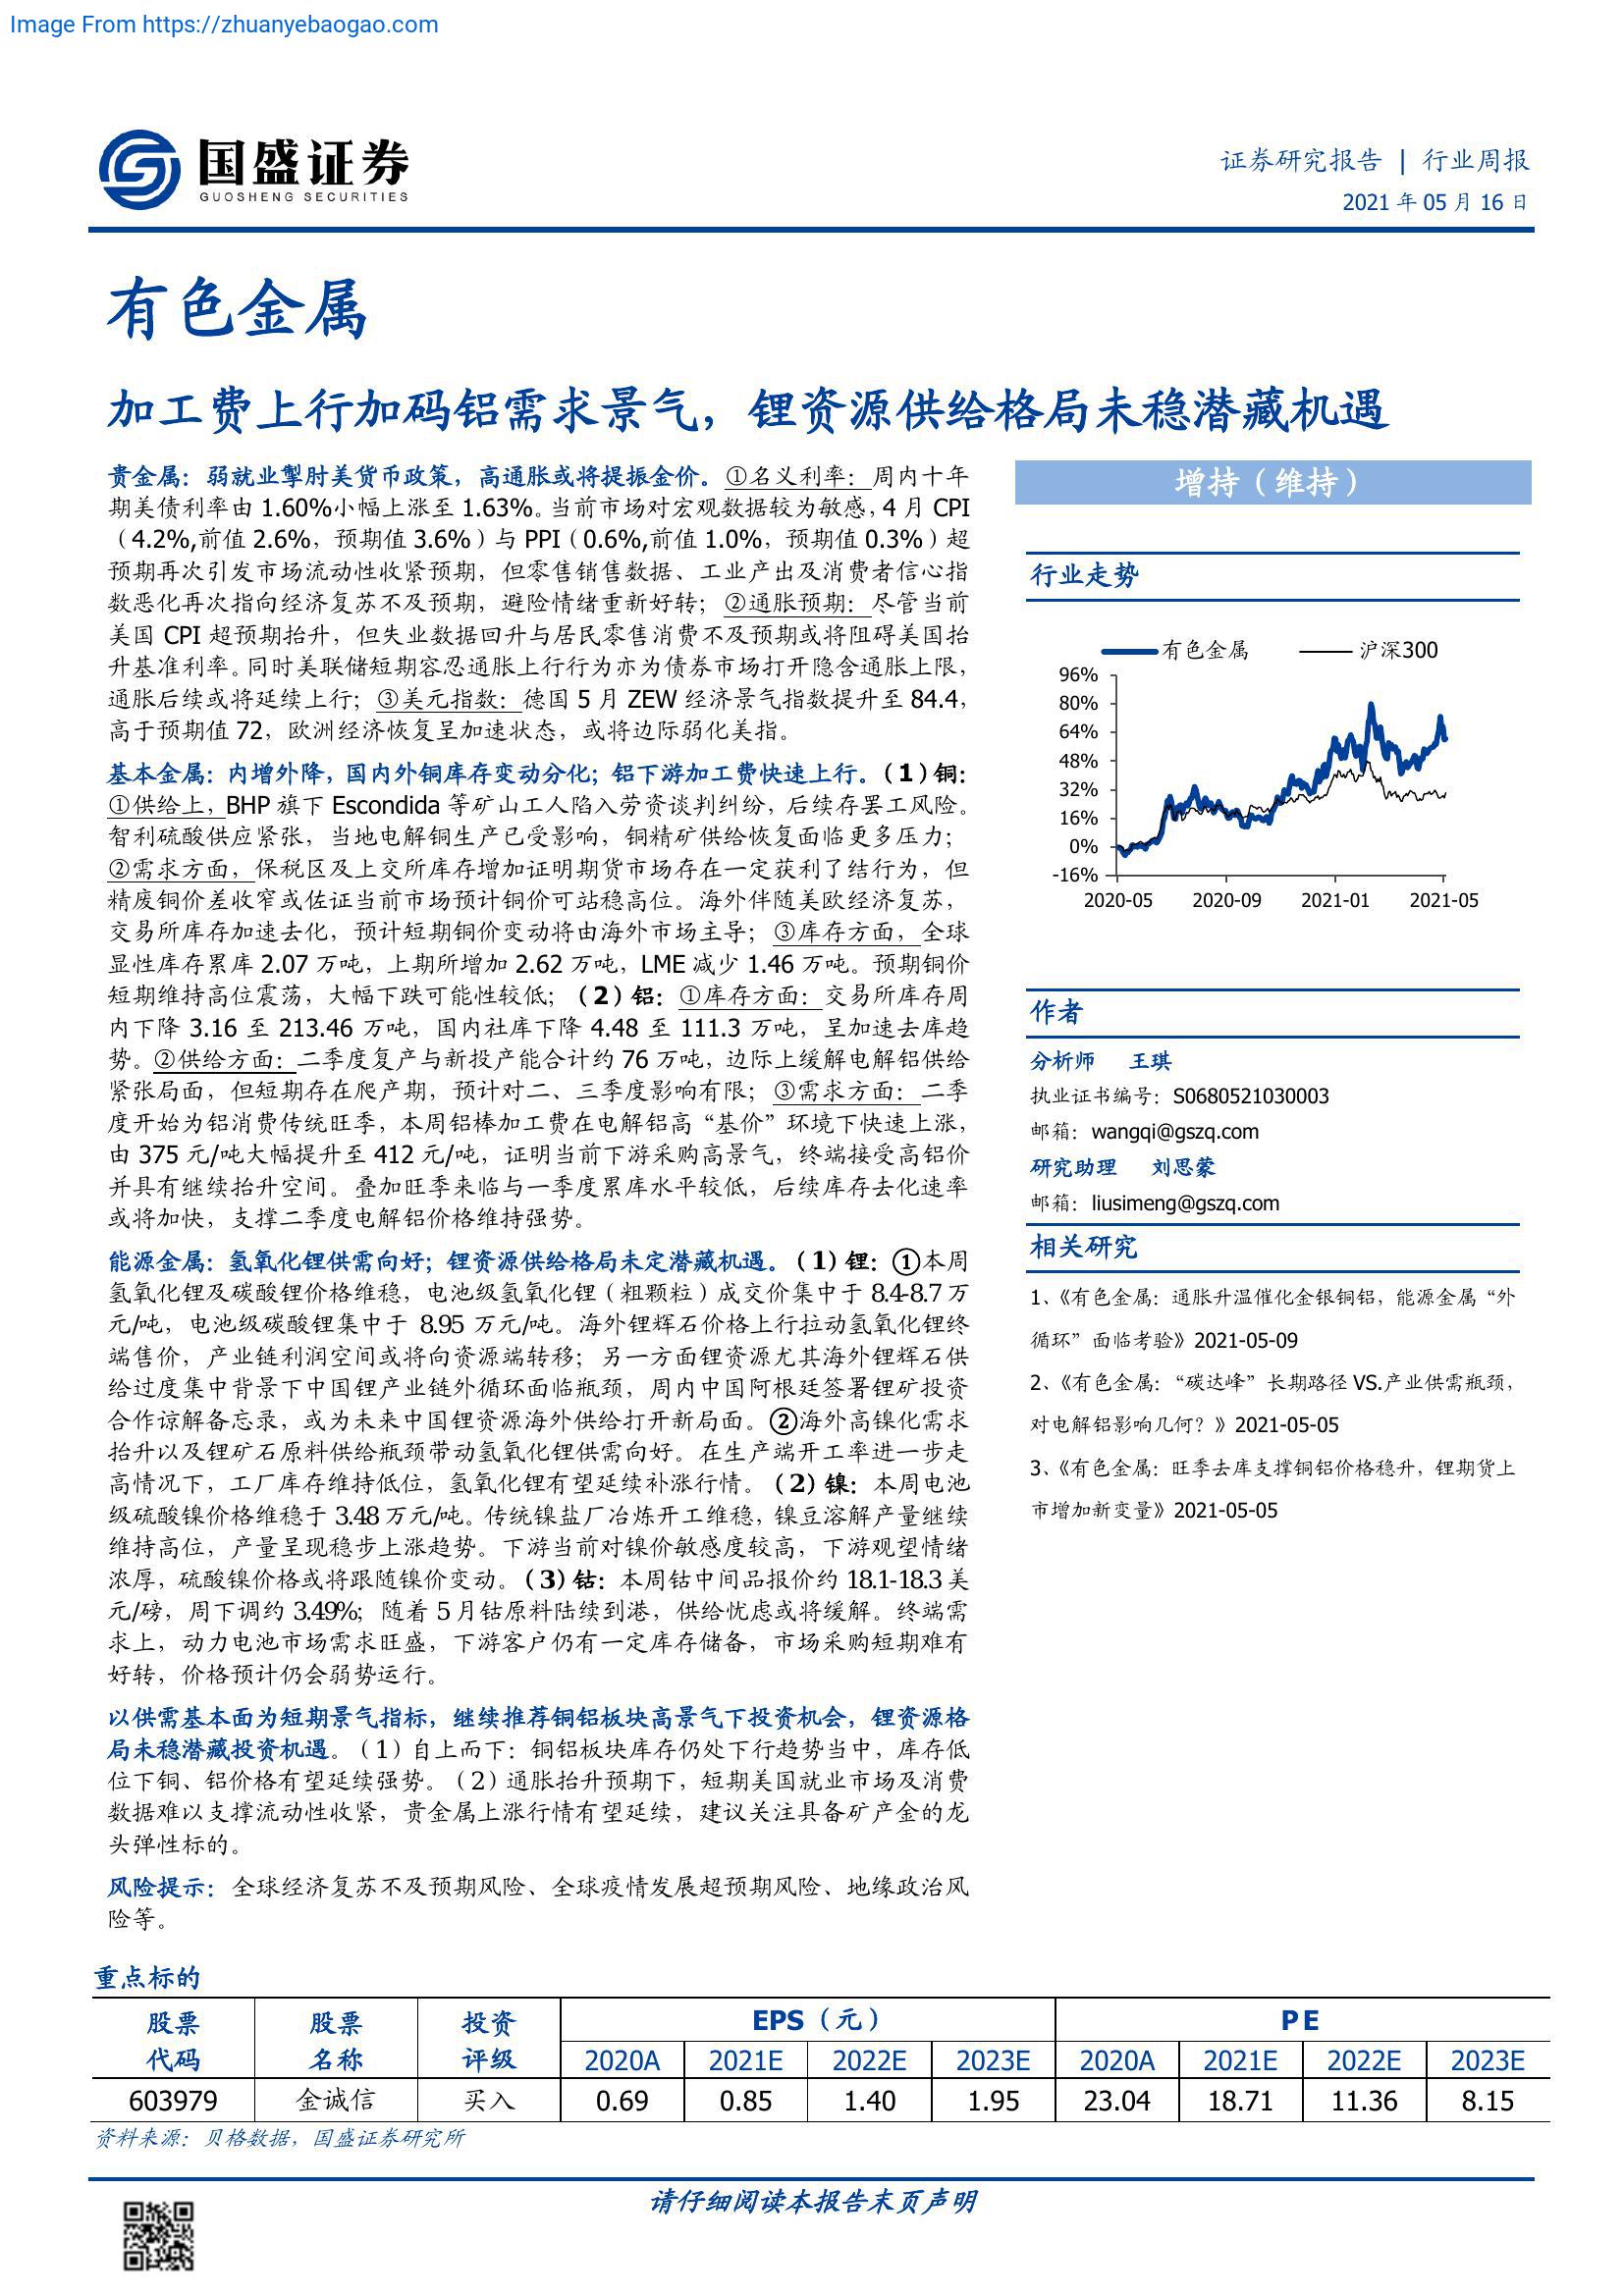 Image From https://zhuanyebaogao.com
国盛证券
GUOSHENG SECURITIES
证券研究报告 | 行业周报
2021 年 05 月 16 日
有色金属
加工费上行加码铝需求景气，锂资源供给格局未稳潜藏机遇
贵金属：弱就业掣肘美货币政策，高通胀或将提振金价。①名义利率：周内十年
期美债利率由 1.60%小幅上涨至 1.63%。当前市场对宏观数据较为敏感，4 月 CPI
（4.2%,前值 2.6%，预期值 3.6%）与 PPI（0.6%,前值 1.0%，预期值 0.3%）超
预期再次引发市场流动性收紧预期，但零售销售数据、工业产出及消费者信心指
数恶化再次指向经济复苏不及预期，避险情绪重新好转；②通胀预期：尽管当前
美国 CPI 超预期抬升，但失业数据回升与居民零售消费不及预期或将阻碍美国抬
升基准利率。同时美联储短期容忍通胀上行行为亦为债券市场打开隐含通胀上限，
通胀后续或将延续上行；③美元指数：德国 5 月 ZEW 经济景气指数提升至 84.4，
高于预期值 72，欧洲经济恢复呈加速状态，或将边际弱化美指。
基本金属：内增外降，国内外铜库存变动分化；铝下游加工费快速上行。（1）铜：
①供给上，BHP 旗下 Escondida 等矿山工人陷入劳资谈判纠纷，后续存罢工风险。
智利硫酸供应紧张，当地电解铜生产已受影响，铜精矿供给恢复面临更多压力；
②需求方面，保税区及上交所库存增加证明期货市场存在一定获利了结行为，但
精废铜价差收窄或佐证当前市场预计铜价可站稳高位。海外伴随美欧经济复苏，
交易所库存加速去化，预计短期铜价变动将由海外市场主导；③库存方面，全球
显性库存累库 2.07 万吨，上期所增加 2.62 万吨，LME 减少 1.46 万吨。预期铜价
短期维持高位震荡，大幅下跌可能性较低；（2）铝：①库存方面：交易所库存周
内下降 3.16 至 213.46 万吨，国内社库下降 4.48 至 111.3 万吨，呈加速去库趋
势。②供给方面：二季度复产与新投产能合计约 76 万吨，边际上缓解电解铝供给
紧张局面，但短期存在爬产期，预计对二、三季度影响有限；③需求方面：二季
度开始为铝消费传统旺季，本周铝棒加工费在电解铝高“基价”环境下快速上涨，
由 375 元/吨大幅提升至 412 元/吨，证明当前下游采购高景气，终端接受高铝价
并具有继续抬升空间。叠加旺季来临与一季度累库水平较低，后续库存去化速率
或将加快，支撑二季度电解铝价格维持强势。
能源金属：氢氧化锂供需向好；锂资源供给格局未定潜藏机遇。（1）锂：①本周
氢氧化锂及碳酸锂价格维稳，电池级氢氧化锂（粗颗粒）成交价集中于 8.4-8.7 万
元/吨，电池级碳酸锂集中于 8.95 万元/吨。海外锂辉石价格上行拉动氢氧化锂终
端售价，产业链利润空间或将向资源端转移；另一方面锂资源尤其海外锂辉石供
给过度集中背景下中国锂产业链外循环面临瓶颈，周内中国阿根廷签署锂矿投资
合作谅解备忘录，或为未来中国锂资源海外供给打开新局面。②海外高镍化需求
抬升以及锂矿石原料供给瓶颈带动氢氧化锂供需向好。在生产端开工率进一步走
高情况下，工厂库存维持低位，氢氧化锂有望延续补涨行情。（2）镍：本周电池
级硫酸镍价格维稳于 3.48 万元/吨。传统镍盐厂冶炼开工维稳，镍豆溶解产量继续
维持高位，产量呈现稳步上涨趋势。下游当前对镍价敏感度较高，下游观望情绪
浓厚，硫酸镍价格或将跟随镍价变动。（3）钴：本周钴中间品报价约 18.1-18.3 美
元/磅，周下调约 3.49%；随着 5 月钴原料陆续到港，供给忧虑或将缓解。终端需
求上，动力电池市场需求旺盛，下游客户仍有一定库存储备，市场采购短期难有
好转，价格预计仍会弱势运行。
以供需基本面为短期景气指标，继续推荐铜铝板块高景气下投资机会，锂资源格
局未稳潜藏投资机遇。（1）自上而下：铜铝板块库存仍处下行趋势当中，库存低
位下铜、铝价格有望延续强势。（2）通胀抬升预期下，短期美国就业市场及消费
数据难以支撑流动性收紧，贵金属上涨行情有望延续，建议关注具备矿产金的龙
头弹性标的。
风险提示：全球经济复苏不及预期风险、全球疫情发展超预期风险、地缘政治风
险等。
增持（维持）
行业走势
有色金属 沪深300
96%
80%
64%
48%
32%
16%
0%
-16%
2020-05 2020-09 2021-01 2021-05
作者
分析师 王琪
执业证书编号：S0680521030003
邮箱：wangqi@gszq.com
研究助理 刘思蒙
邮箱：liusimeng@gszq.com
相关研究
1、《有色金属：通胀升温催化金银铜铝，能源金属“外
循环”面临考验》2021-05-09
2、《有色金属：“碳达峰”长期路径 VS.产业供需瓶颈，
对电解铝影响几何？》2021-05-05
3、《有色金属：旺季去库支撑铜铝价格稳升，锂期货上
市增加新变量》2021-05-05
重点标的
股票 股票 投资 EPS（元） PE
代码 名称 评级 2020A 2021E 2022E 2023E 2020A 2021E 2022E 2023E
603979 金诚信 买入 0.69 0.85 1.40 1.95 23.04 18.71 11.36 8.15
资料来源：贝格数据，国盛证券研究所
请仔细阅读本报告末页声明